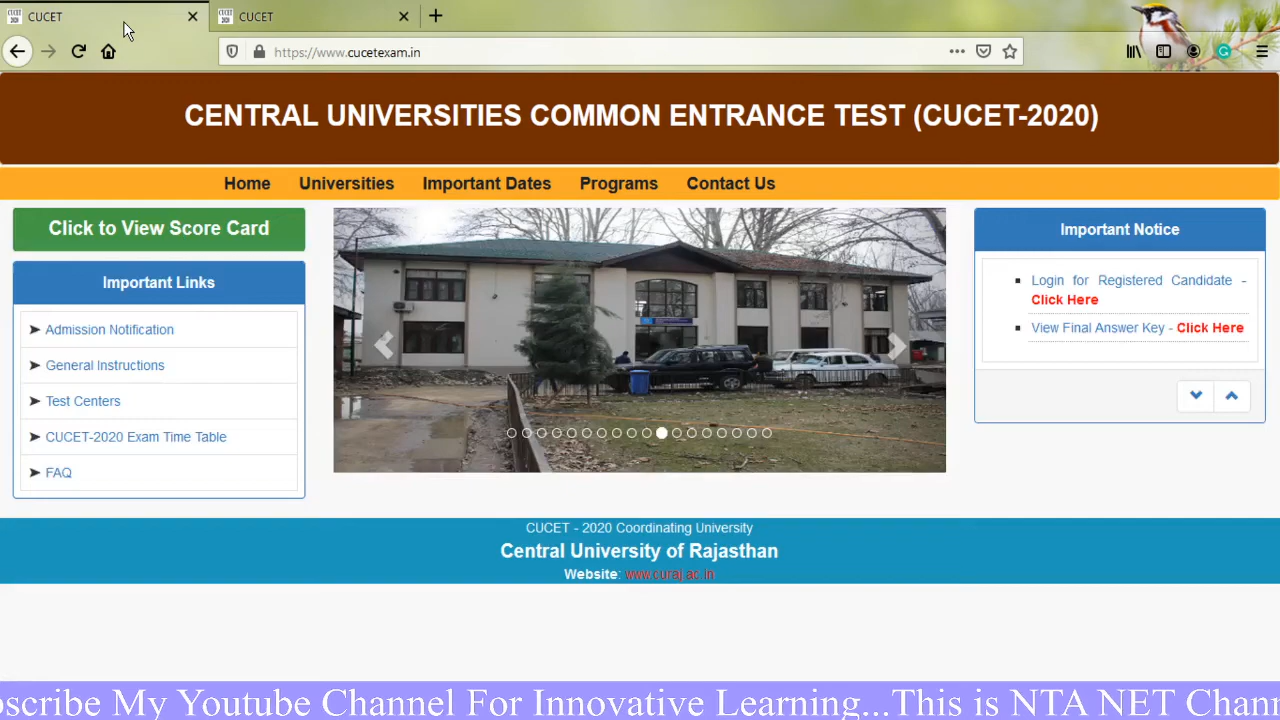 CUCET
CUCET
https://www.cucetexam.in
CENTRAL UNIVERSITIES COMMON ENTRANCE TEST (CUCET-2020)
Home Universities Important Dates Programs Contact Us
Click to View Score Card
Important Links
Admission Notification
General Instructions
Test Centers
CUCET-2020 Exam Time Table
FAQ
Important Notice
Login for Registered Candidate -
Click Here
View Final Answer Key - Click Here
CUCET - 2020 Coordinating University
Central University of Rajasthan
Website: www.curaj.ac.in
bscribe My Youtube Channel For Innovative Learning...This is NTA NET Chan